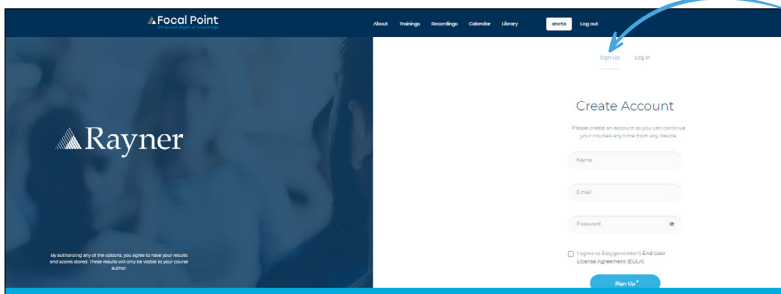 Focal Point
About Trainings Recordings Calendar Library aneta Log out
Sign Up Log In
Rayner
Create Account
Please create an account so you can continue
your courses any time from any device
Name
Email
Password
By authorizing any of the options, you agree to have your results
and scores stored. These results will only be visible to your course
author.
I agree to Easygenerator's End User
License Agreement (EULA)
Sign Up